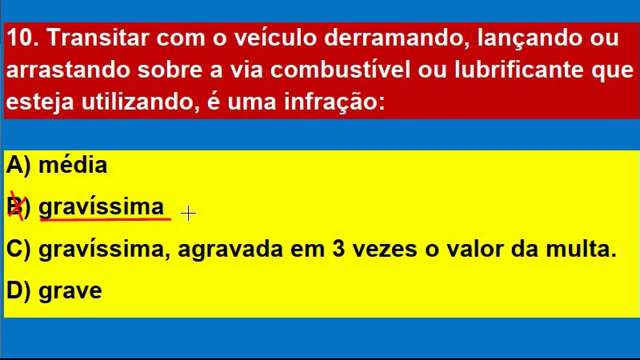 10. Transitar com o veículo derramando, lançando ou
arrastando sobre a via combustível ou lubrificante que
esteja utilizando, é uma infração:
A) média
B) gravíssima
C) gravíssima, agravada em 3 vezes o valor da multa.
D) grave